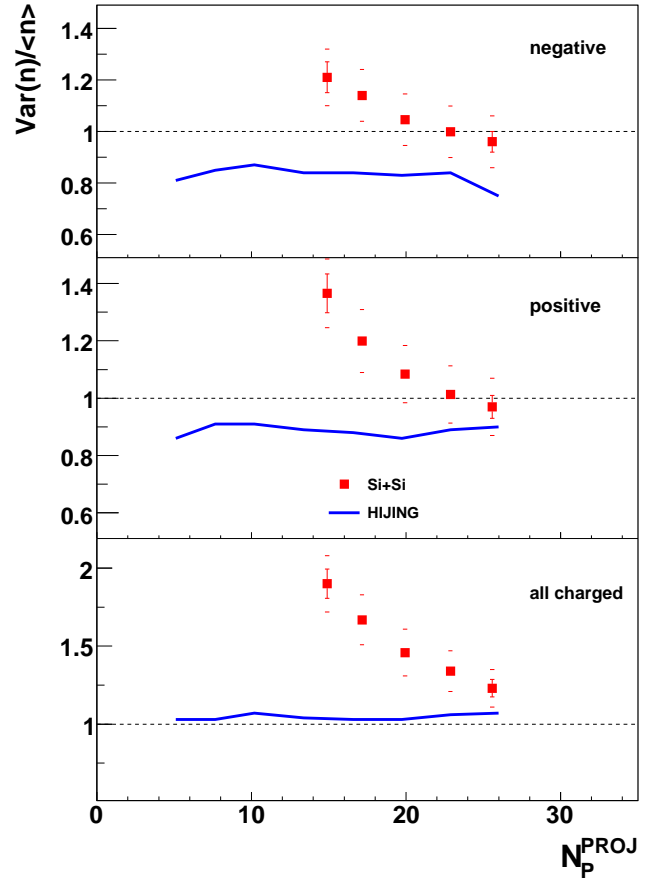 Var(n)/<n>
1.4
1.2
1
0.8
0.6
negative
1.4
1.2
1
0.8
0.6
positive
Si+Si
HIJING
2
1.5
1
all charged
0 10 20 30
N_P^PROJ